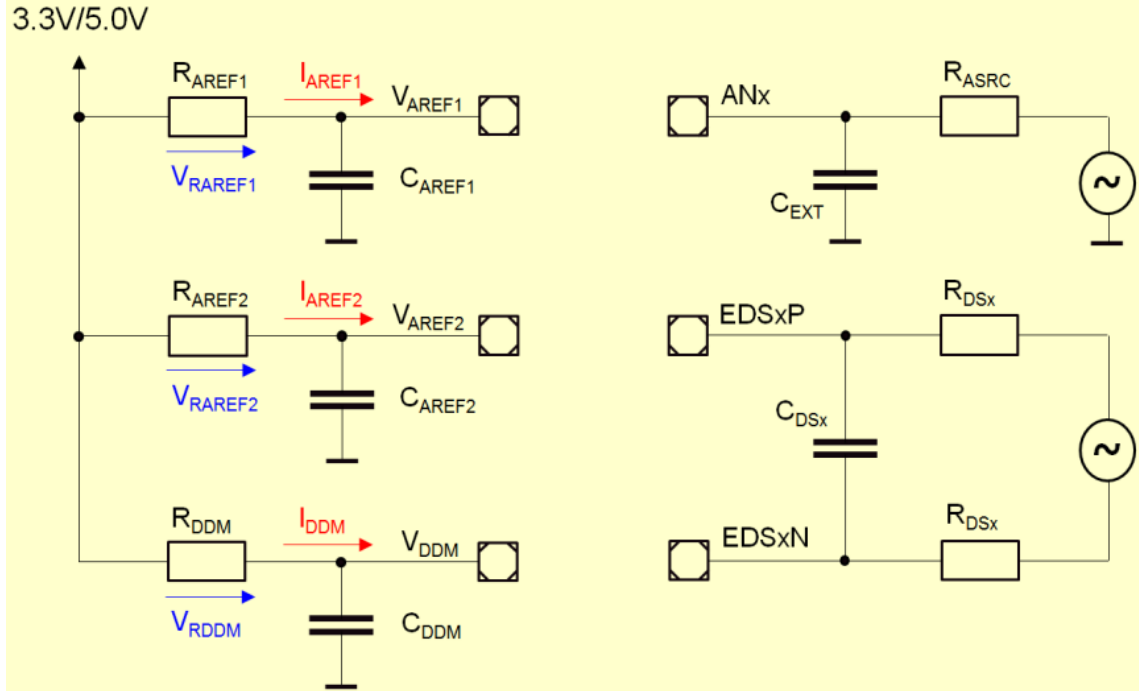 3.3V/5.0V
RAREF1
IAREF1
VAREF1
VRAREF1
CAREF1
ANx
RASRC
CEXT
~
RAREF2
IAREF2
VAREF2
VRAREF2
CAREF2
EDSxP
RDSx
CDSx
~
RDDM
IDDM
VDDM
VRDDM
CDDM
EDSxN
RDSx